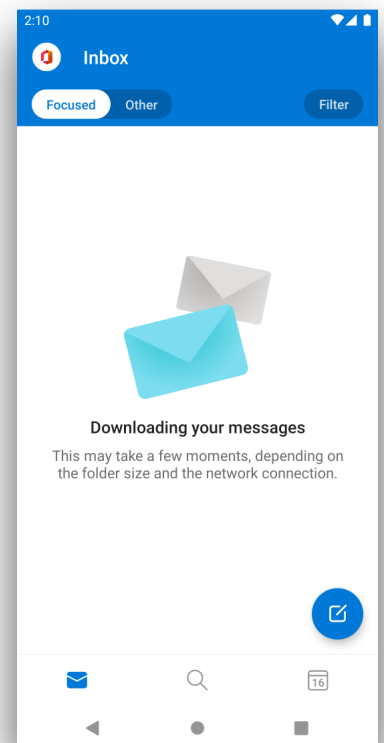 2:10
Inbox
Focused Other Filter
Downloading your messages
This may take a few moments, depending on
the folder size and the network connection.
16